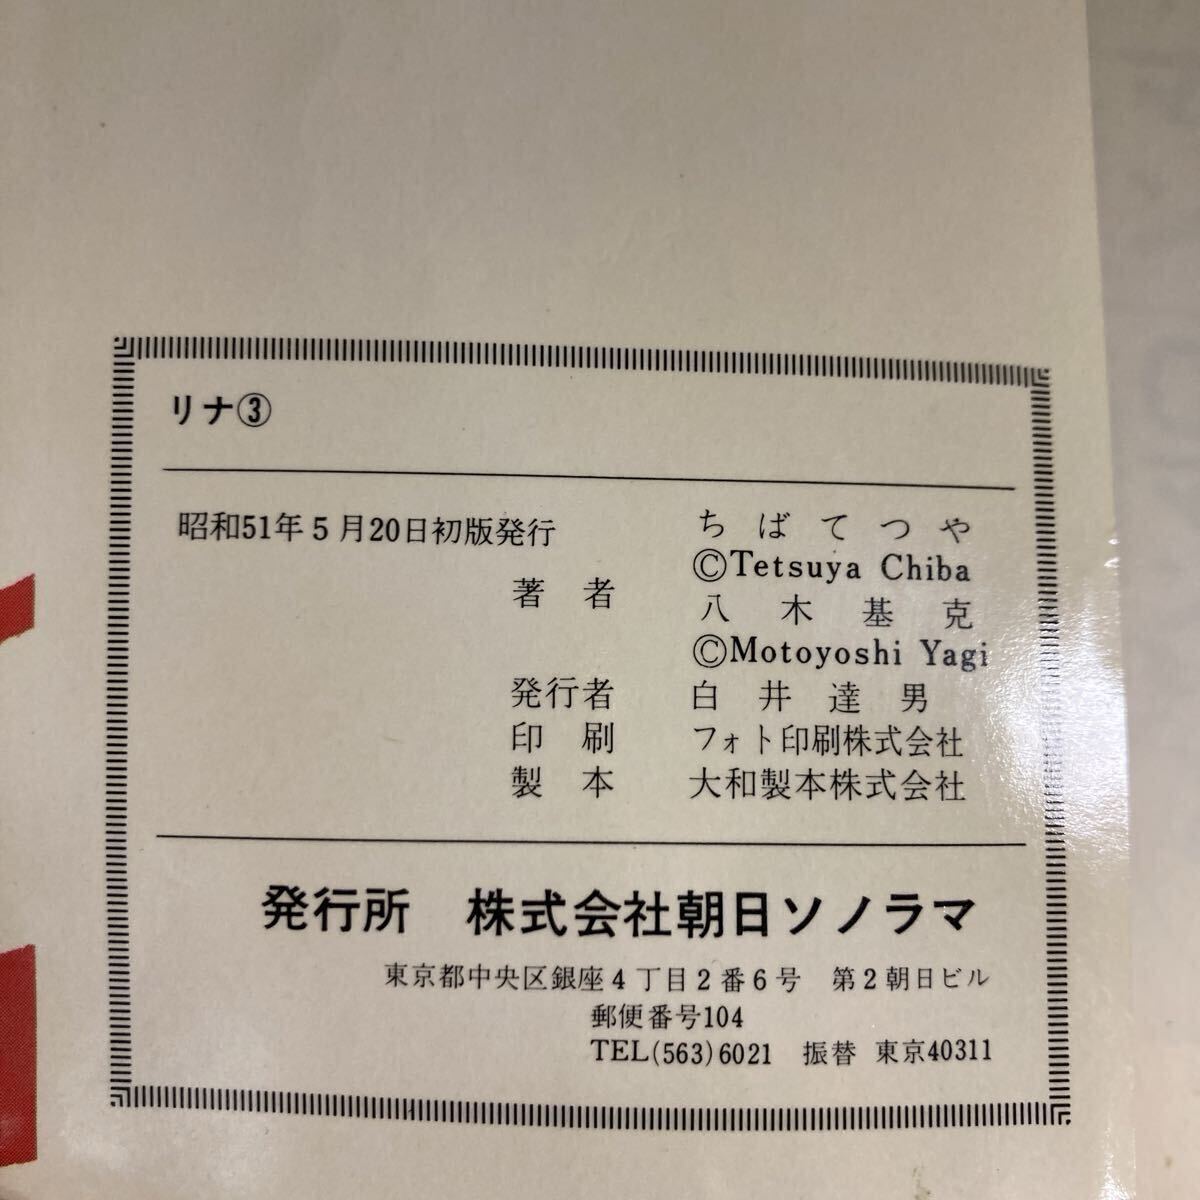 リナ③
昭和51年5月20日初版発行
著者
ちばてつや
©Tetsuya Chiba
八木基克
©Motoyoshi Yagi
発行者 白井達男
印刷 フォト印刷株式会社
製本 大和製本株式会社
発行所 株式会社朝日ソノラマ
東京都中央区銀座4丁目2番6号 第2朝日ビル
郵便番号104
TEL(563)6021 振替 東京40311